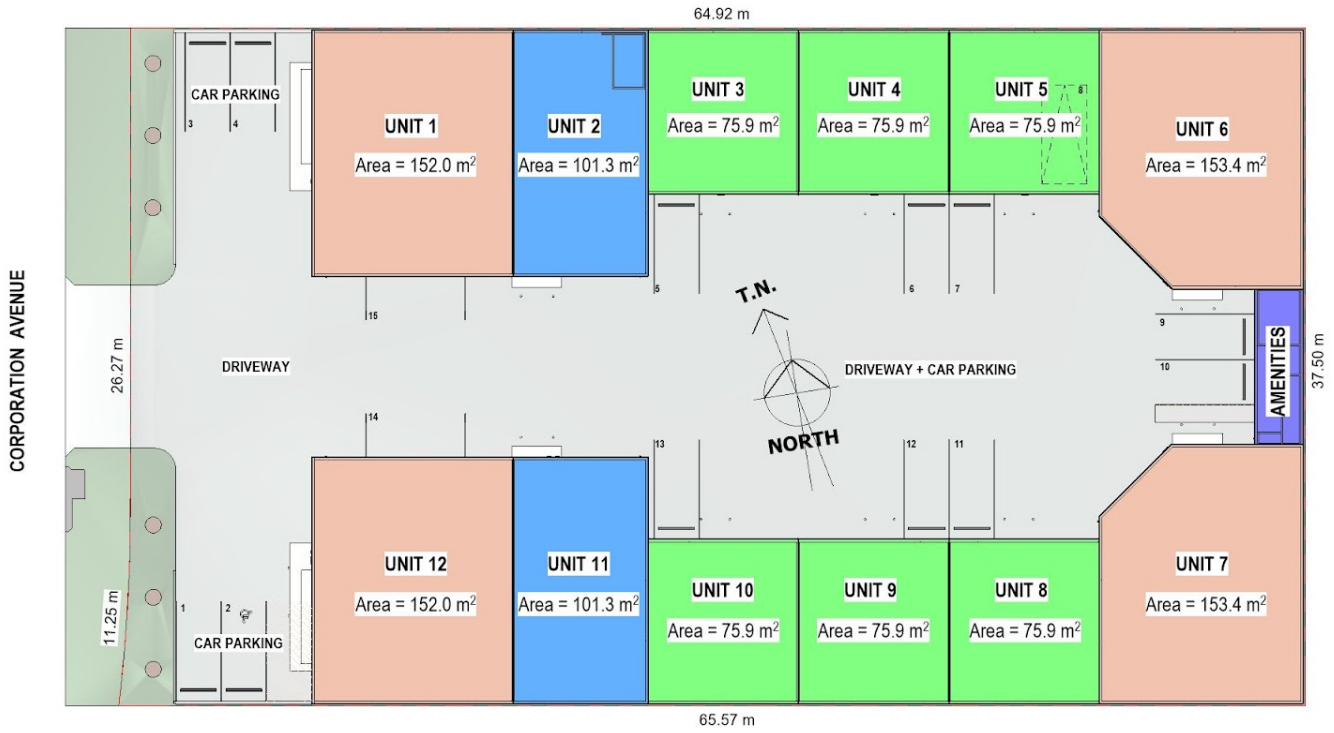 64.92 m
CAR PARKING
3
4
UNIT 1
Area = 152.0 m²
UNIT 2
Area = 101.3 m²
UNIT 3
Area = 75.9 m²
UNIT 4
Area = 75.9 m²
UNIT 5
Area = 75.9 m²
8
UNIT 6
Area = 153.4 m²
CORPORATION AVENUE
26.27 m
15
DRIVEWAY
14
5
6
7
T.N.
NORTH
DRIVEWAY + CAR PARKING
9
10
AMENITIES
37.50 m
13
12
11
11.25 m
1
2
CAR PARKING
UNIT 12
Area = 152.0 m²
UNIT 11
Area = 101.3 m²
UNIT 10
Area = 75.9 m²
UNIT 9
Area = 75.9 m²
UNIT 8
Area = 75.9 m²
UNIT 7
Area = 153.4 m²
65.57 m